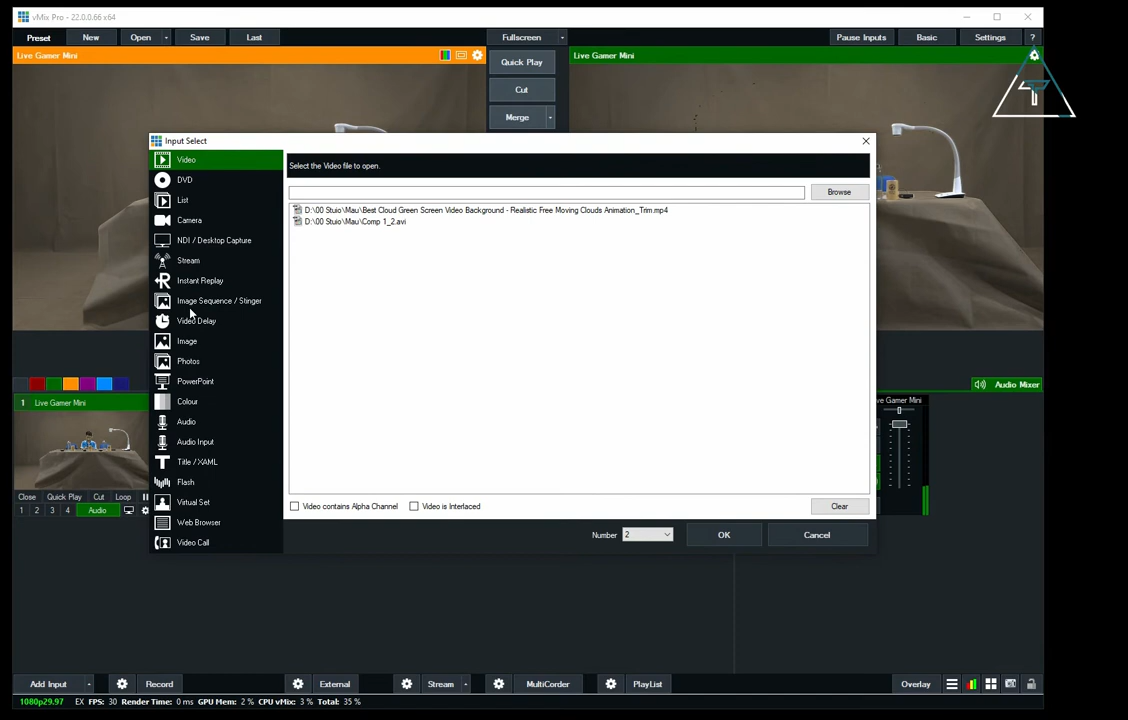 vMix Pro - 22.0.0.66 x64
Preset New Open Save Last Fullscreen Pause Inputs Basic Settings ?
Live Gamer Mini
Live Gamer Mini
Quick Play
Cut
Merge
Input Select
Video
DVD
List
Camera
NDI / Desktop Capture
Stream
Instant Replay
Image Sequence / Stinger
Video Delay
Image
Photos
PowerPoint
Colour
Audio
Audio Input
Title / XAML
Flash
Virtual Set
Web Browser
Video Call
Select the Video file to open.
Browse
D:\00 Stuio\Mau\Best Cloud Green Screen Video Background - Realistic Free Moving Clouds Animation_Trim.mp4
D:\00 Stuio\Mau\Comp 1_2.avi
Video contains Alpha Channel Video is Interlaced Clear
Number 2 OK Cancel
Audio Mixer
1 Live Gamer Mini
Close Quick Play Cut Loop
1 2 3 4 Audio
Gamer Mini
Add Input Record External Stream MultiCorder PlayList Overlay
1080p29.97 EX FPS: 30 Render Time: 0 ms GPU Mem: 2 % CPU vMix: 3 % Total: 35 %